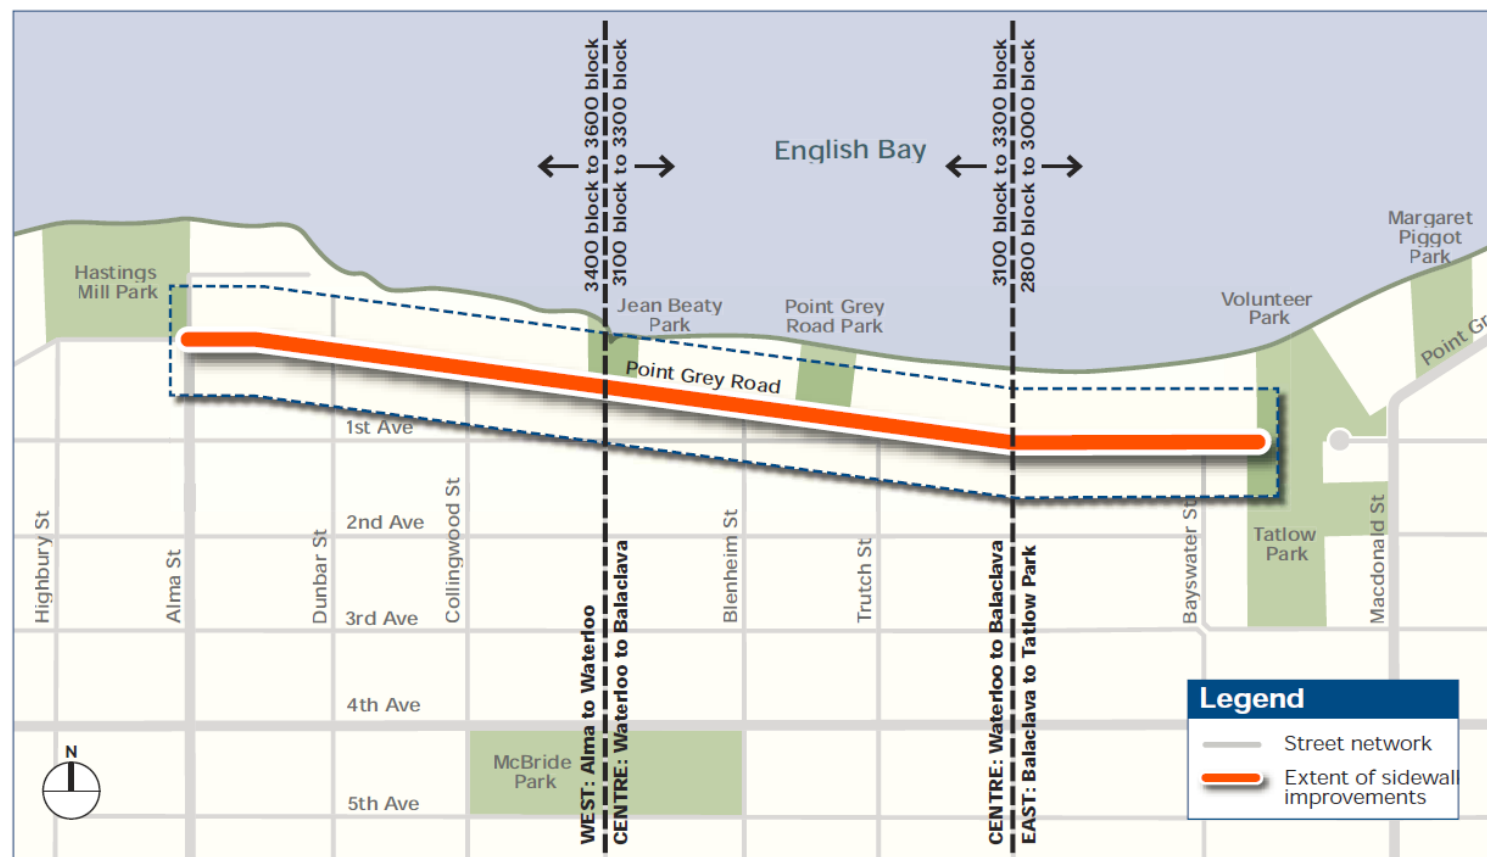 3400 block to 3600 block
3100 block to 3300 block
3100 block to 3300 block
2800 block to 3000 block
English Bay
Margaret
Piggot
Park
Hastings
Mill Park
Jean Beaty
Park
Point Grey
Road Park
Volunteer
Park
Point Gr
Point Grey Road
1st Ave
2nd Ave
3rd Ave
4th Ave
5th Ave
Highbury St
Alma St
Dunbar St
Collingwood St
Blenheim St
Trutch St
Bayswater St
Macdonald St
Tatlow
Park
McBride
Park
WEST: Alma to Waterloo
CENTRE: Waterloo to Balaclava
CENTRE: Waterloo to Balaclava
EAST: Balaclava to Tatlow Park
N
Legend
Street network
Extent of sidewal
improvements